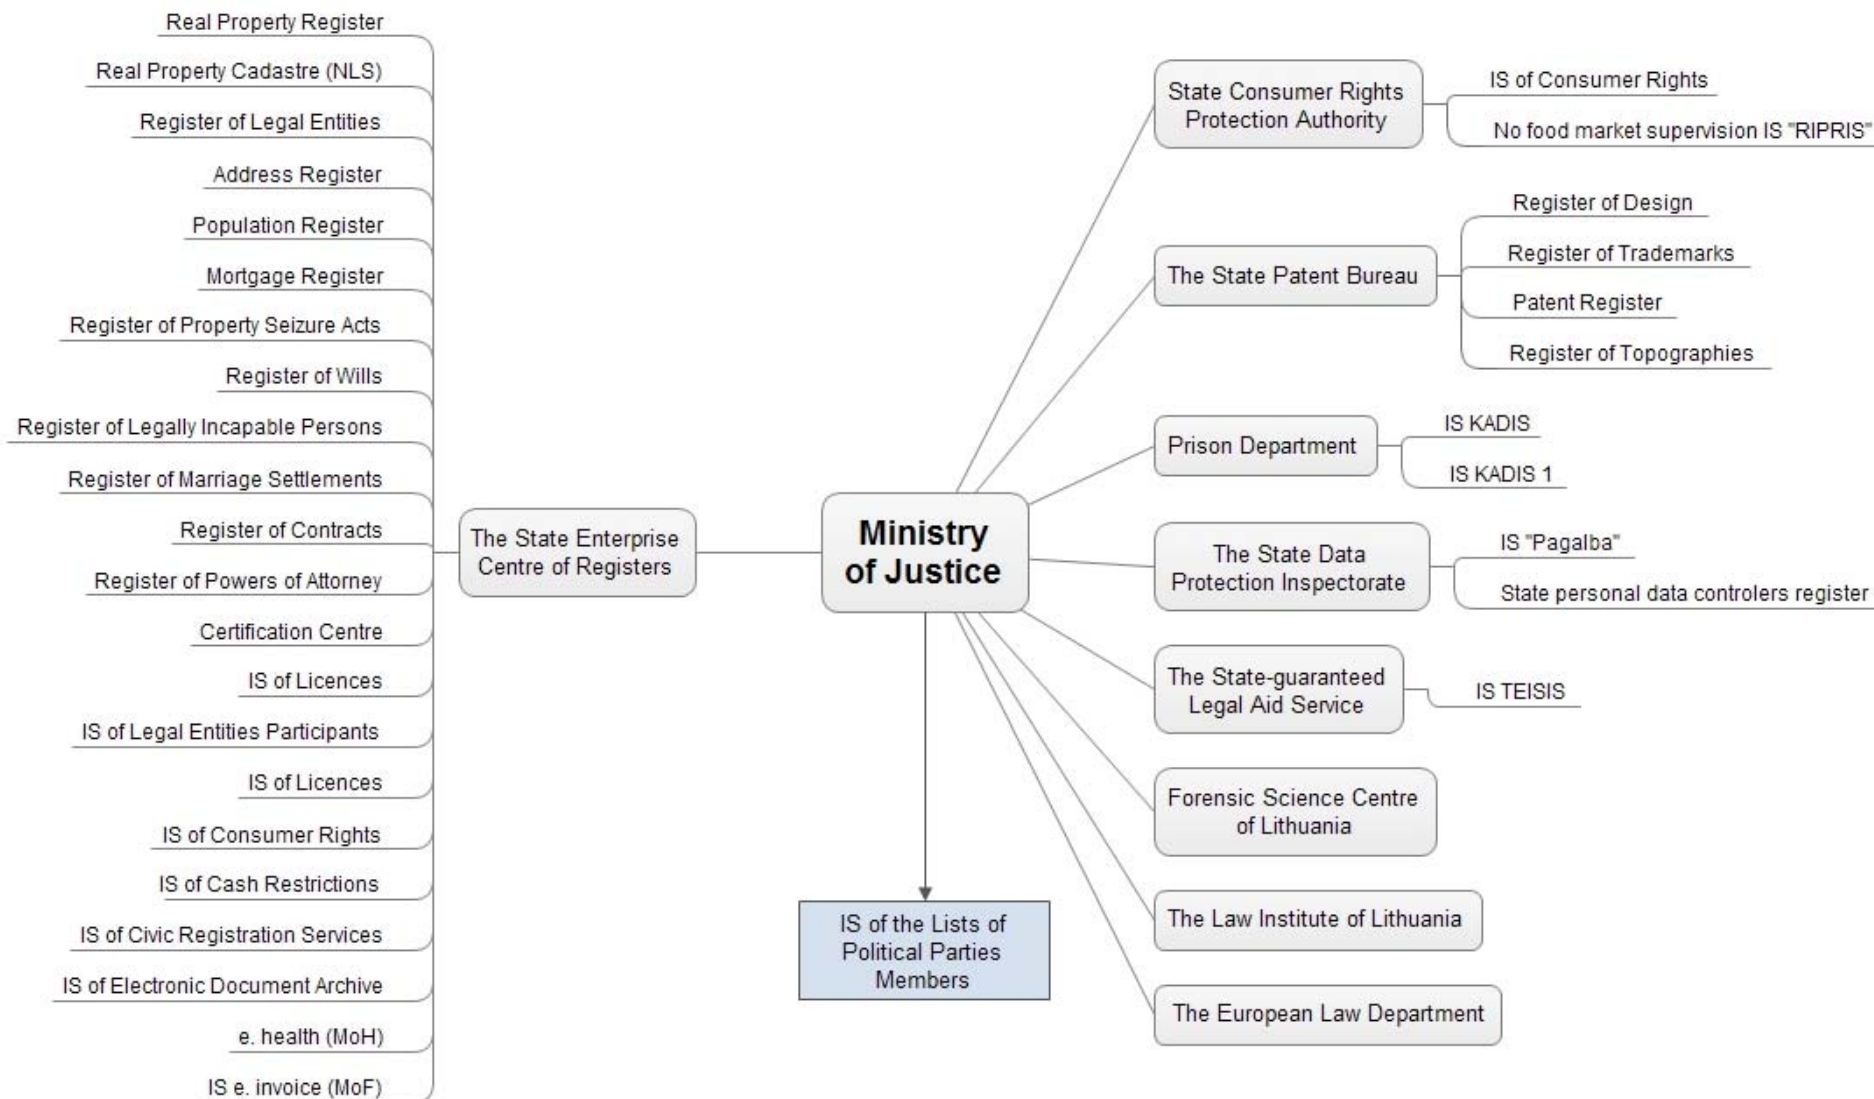 Real Property Register
Real Property Cadastre (NLS)
Register of Legal Entities
Address Register
Population Register
Mortgage Register
Register of Property Seizure Acts
Register of Wills
Register of Legally Incapable Persons
Register of Marriage Settlements
Register of Contracts
Register of Powers of Attorney
Certification Centre
IS of Licences
IS of Legal Entities Participants
IS of Licences
IS of Consumer Rights
IS of Cash Restrictions
IS of Civic Registration Services
IS of Electronic Document Archive
e. health (MoH)
IS e. invoice (MoF)
The State Enterprise
Centre of Registers
Ministry
of Justice
IS of the Lists of
Political Parties
Members
State Consumer Rights
Protection Authority
IS of Consumer Rights
No food market supervision IS "RIPRIS"
The State Patent Bureau
Register of Design
Register of Trademarks
Patent Register
Register of Topographies
Prison Department
IS KADIS
IS KADIS 1
The State Data
Protection Inspectorate
IS "Pagalba"
State personal data controlers register
The State-guaranteed
Legal Aid Service
IS TEISIS
Forensic Science Centre
of Lithuania
The Law Institute of Lithuania
The European Law Department